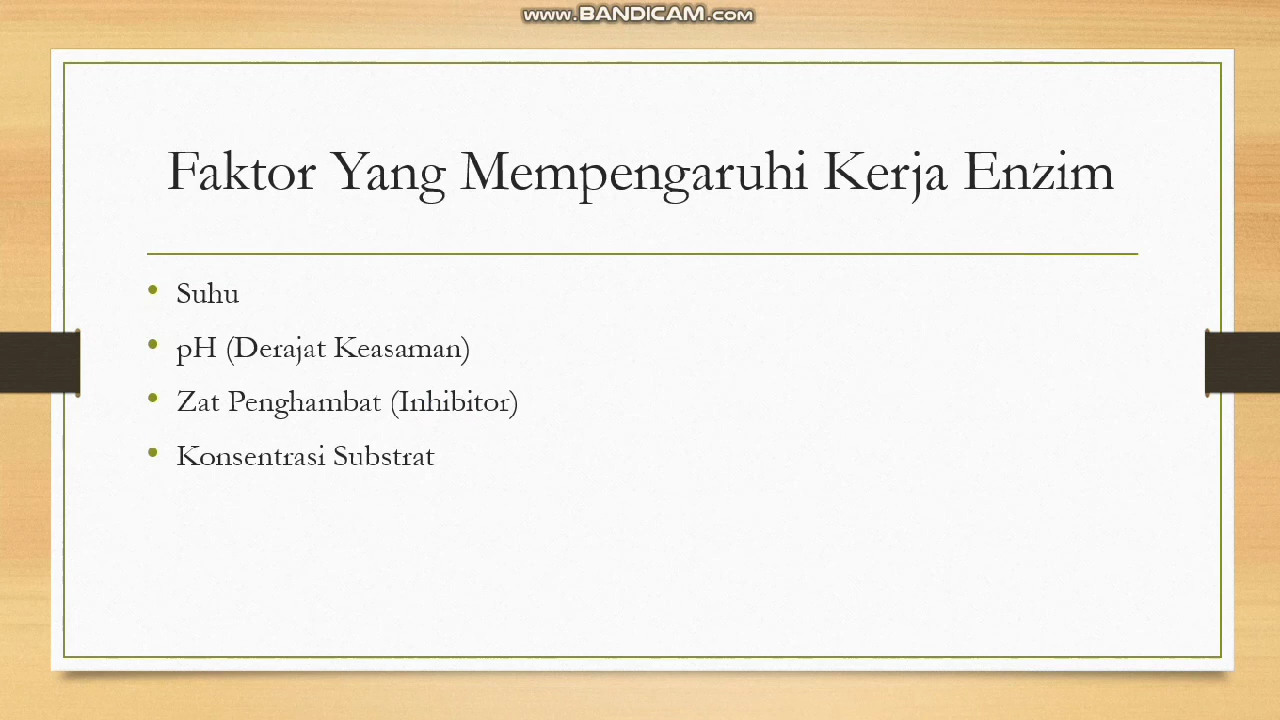 www.BANDICAM.com
Faktor Yang Mempengaruhi Kerja Enzim
• Suhu
• pH (Derajat Keasaman)
• Zat Penghambat (Inhibitor)
• Konsentrasi Substrat